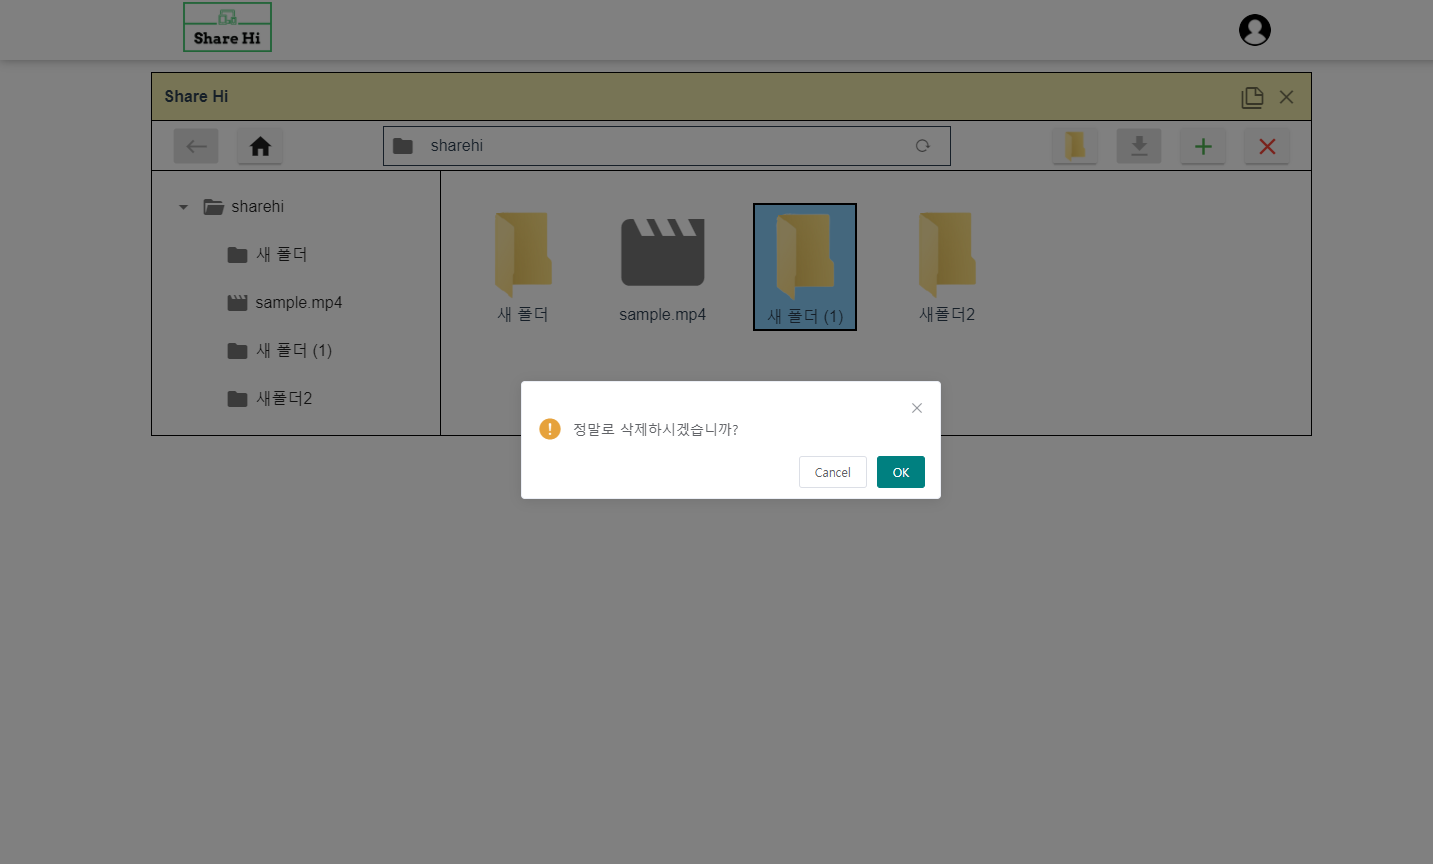 Share Hi
Share Hi
sharehi
sharehi
새 폴더
sample.mp4
새 폴더 (1)
새폴더2
새 폴더
sample.mp4
새 폴더 (1)
새폴더2
정말로 삭제하시겠습니까?
Cancel
OK